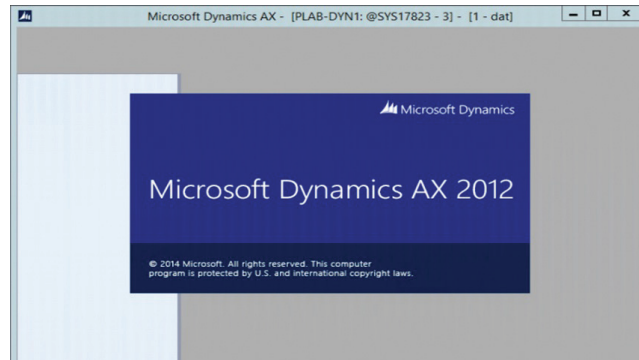 Microsoft Dynamics AX - [PLAB-DYN1: @SYS17823 - 3] - [1 - dat]
Microsoft Dynamics
Microsoft Dynamics AX 2012
© 2014 Microsoft. All rights reserved. This computer
program is protected by U.S. and international copyright laws.